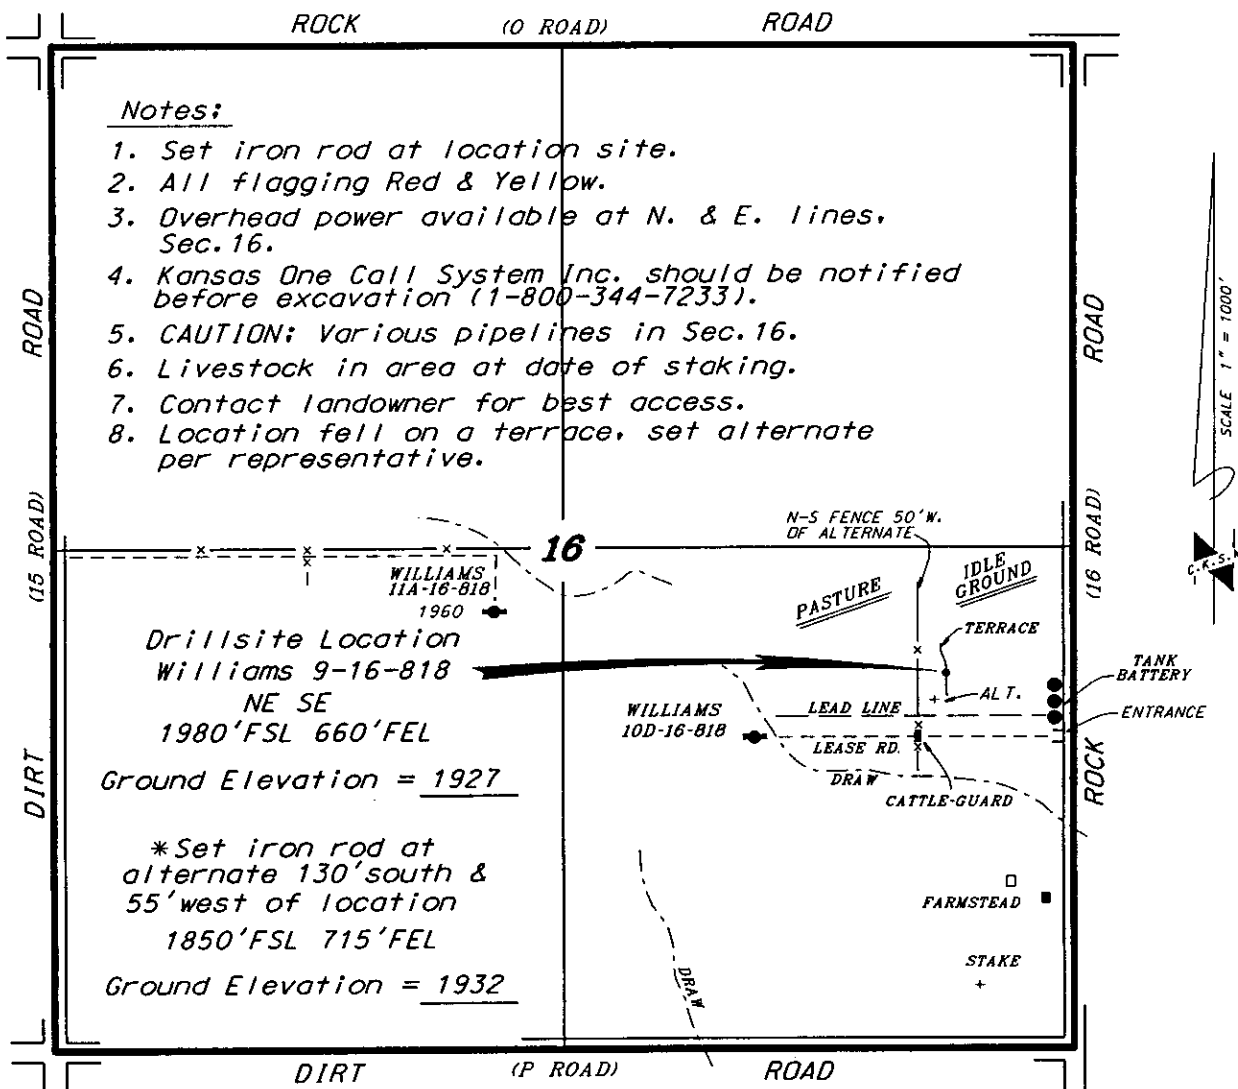 ROCK (O ROAD) ROAD
Notes:
1. Set iron rod at location site.
2. All flagging Red & Yellow.
3. Overhead power available at N. & E. lines,
Sec.16.
4. Kansas One Call System Inc. should be notified
before excavation (1-800-344-7233).
5. CAUTION: Various pipelines in Sec.16.
6. Livestock in area at date of staking.
7. Contact landowner for best access.
8. Location fell on a terrace, set alternate
per representative.
ROAD
(15 ROAD)
DIRT
ROAD
(16 ROAD)
ROCK
SCALE 1" = 1000'
C.K.S.
16
N-S FENCE 50'W.
OF ALTERNATE
WILLIAMS
11A-16-818
1960
PASTURE
IDLE
GROUND
TERRACE
Drillsite Location
Williams 9-16-818
NE SE
1980'FSL 660'FEL
Ground Elevation = 1927
TANK
BATTERY
ALT.
ENTRANCE
WILLIAMS
10D-16-818
LEAD LINE
LEASE RD.
DRAW
CATTLE-GUARD
*Set iron rod at
alternate 130'south &
55'west of location
1850'FSL 715'FEL
Ground Elevation = 1932
FARMSTEAD
STAKE
DRAW
DIRT (P ROAD) ROAD